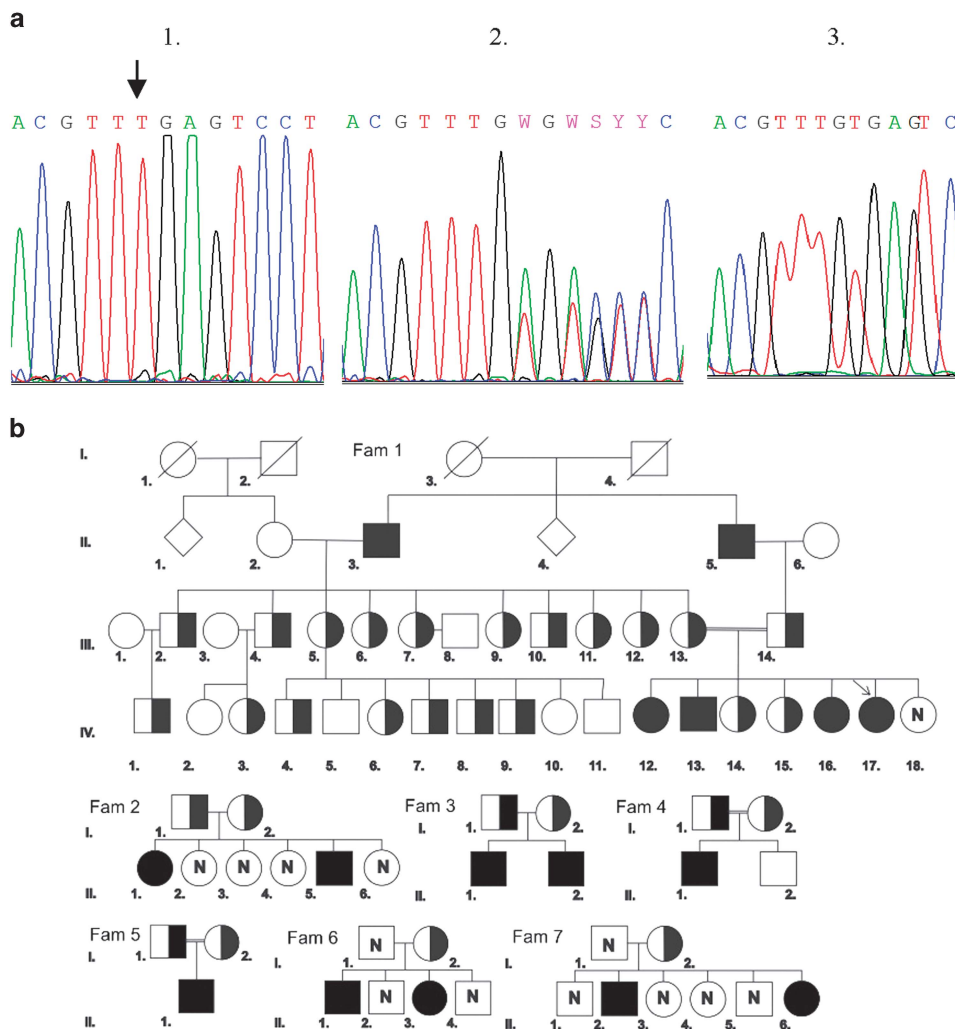 a
1. 2. 3.
A C G T T T G A G T C C T
A C G T T T G W G W S Y Y C
A C G T T T G T G A G T C
b
Fam 1
I.
1. 2. 3. 4.
II.
1. 2. 3. 4. 5. 6.
III.
1. 2. 3. 4. 5. 6. 7. 8. 9. 10. 11. 12. 13. 14.
N
IV.
1. 2. 3. 4. 5. 6. 7. 8. 9. 10. 11. 12. 13. 14. 15. 16. 17. 18.
Fam 2
I.
1. 2.
N N N N
II.
1. 2. 3. 4. 5. 6.
Fam 3
I.
1. 2.
II.
1. 2.
Fam 4
I.
1. 2.
II.
1. 2.
Fam 5
I.
1. 2.
II.
1.
Fam 6
I.
N
1. 2.
N N
II.
1. 2. 3. 4.
Fam 7
I.
N
1. 2.
N N N N
II.
1. 2. 3. 4. 5. 6.